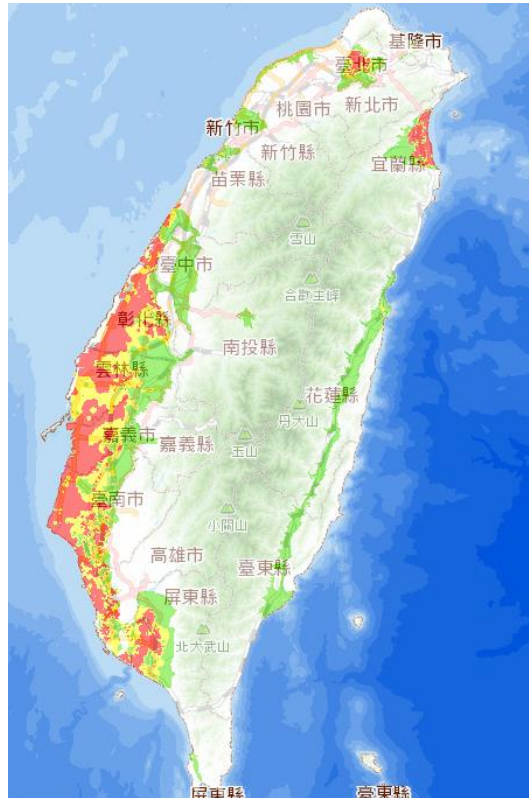 基隆市
臺北市
桃園市
新北市
新竹市
新竹縣
宜蘭縣
苗栗縣
雪山
臺中市
合歡主峰
彰化縣
南投縣
雲林縣
花蓮縣
丹大山
嘉義市
嘉義縣
玉山
臺南市
小關山
高雄市
臺東縣
屏東縣
北大武山
屏東縣
臺東縣